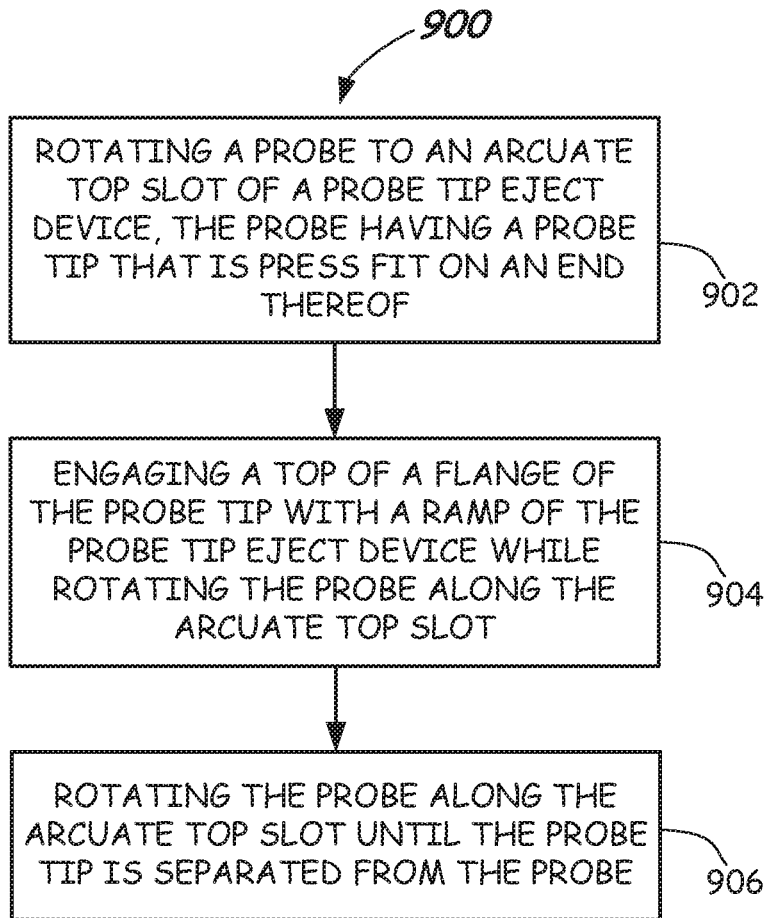 900
ROTATING A PROBE TO AN ARCUATE
TOP SLOT OF A PROBE TIP EJECT
DEVICE, THE PROBE HAVING A PROBE
TIP THAT IS PRESS FIT ON AN END
THEREOF
902
ENGAGING A TOP OF A FLANGE OF
THE PROBE TIP WITH A RAMP OF THE
PROBE TIP EJECT DEVICE WHILE
ROTATING THE PROBE ALONG THE
ARCUATE TOP SLOT
904
ROTATING THE PROBE ALONG THE
ARCUATE TOP SLOT UNTIL THE PROBE
TIP IS SEPARATED FROM THE PROBE
906